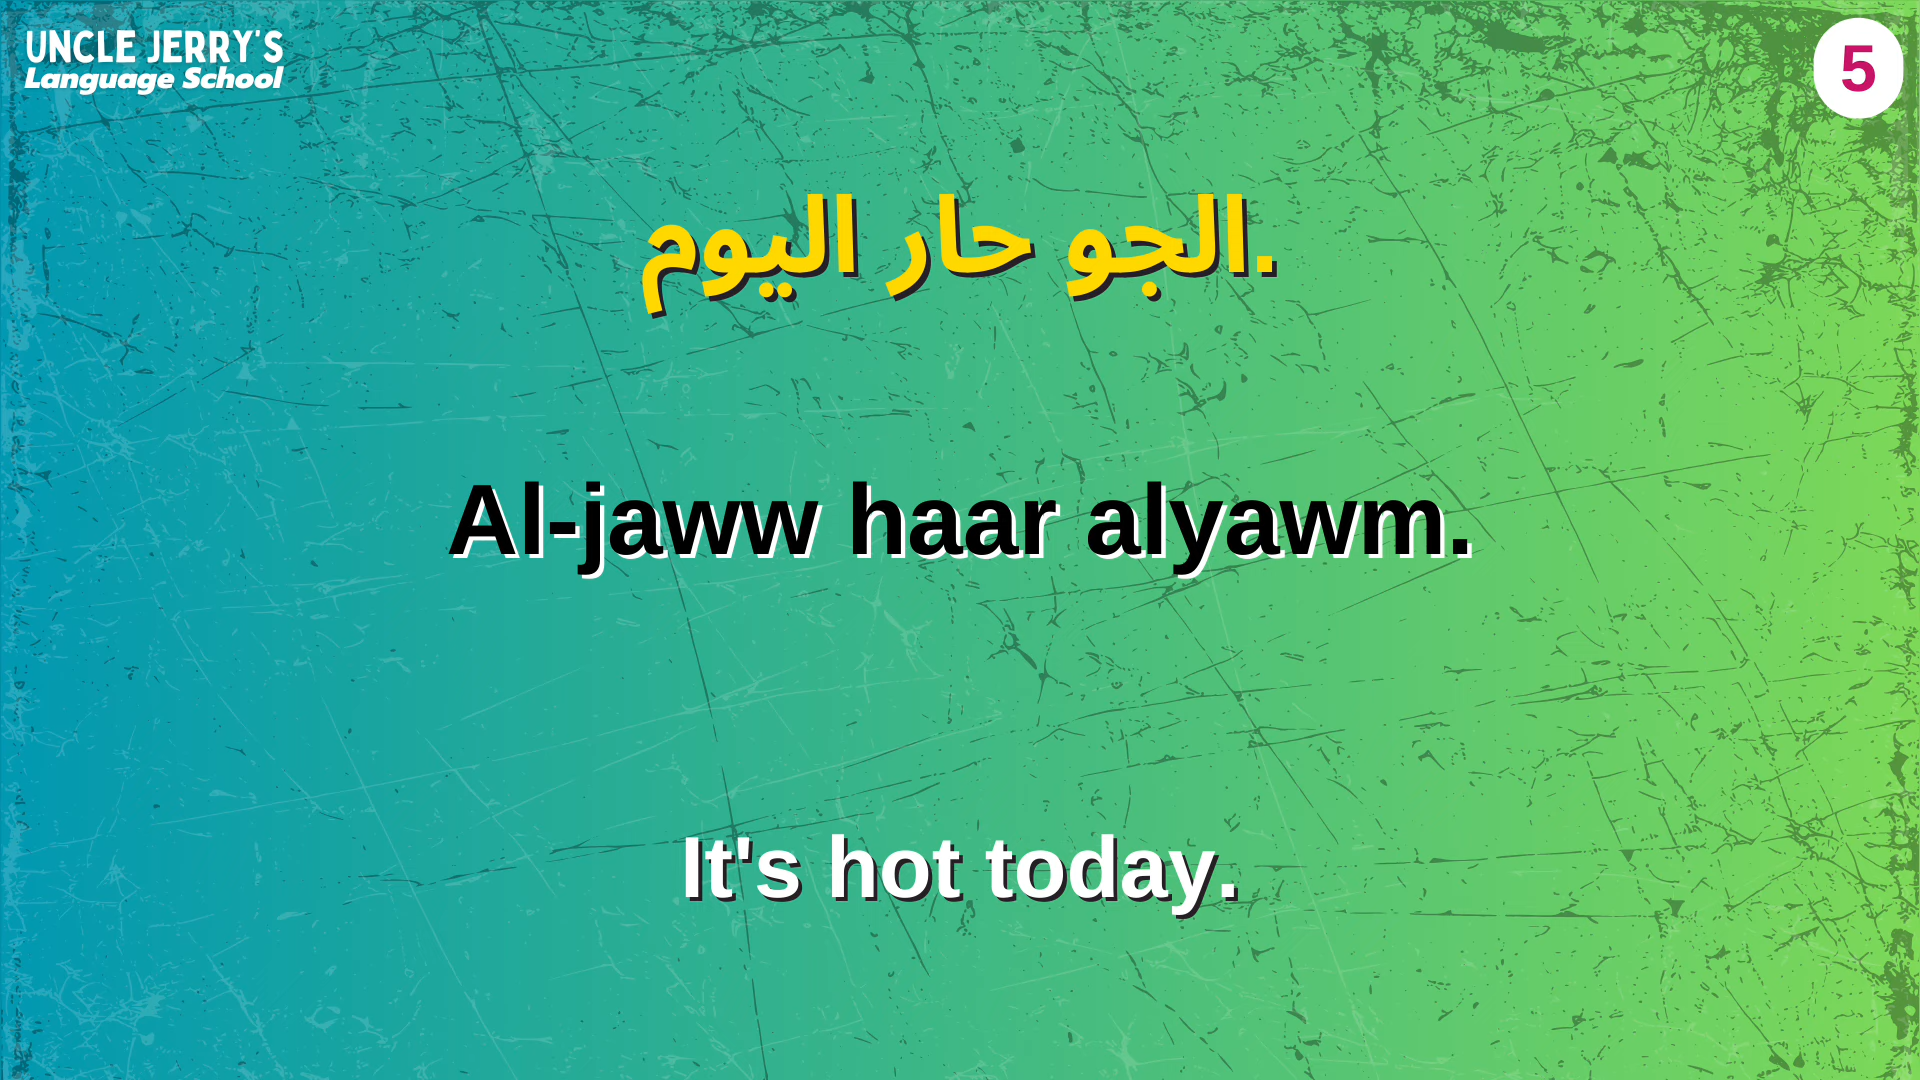 UNCLE JERRY'S
Language School
5
.الجو حار اليوم
Al-jaww haar alyawm.
It's hot today.